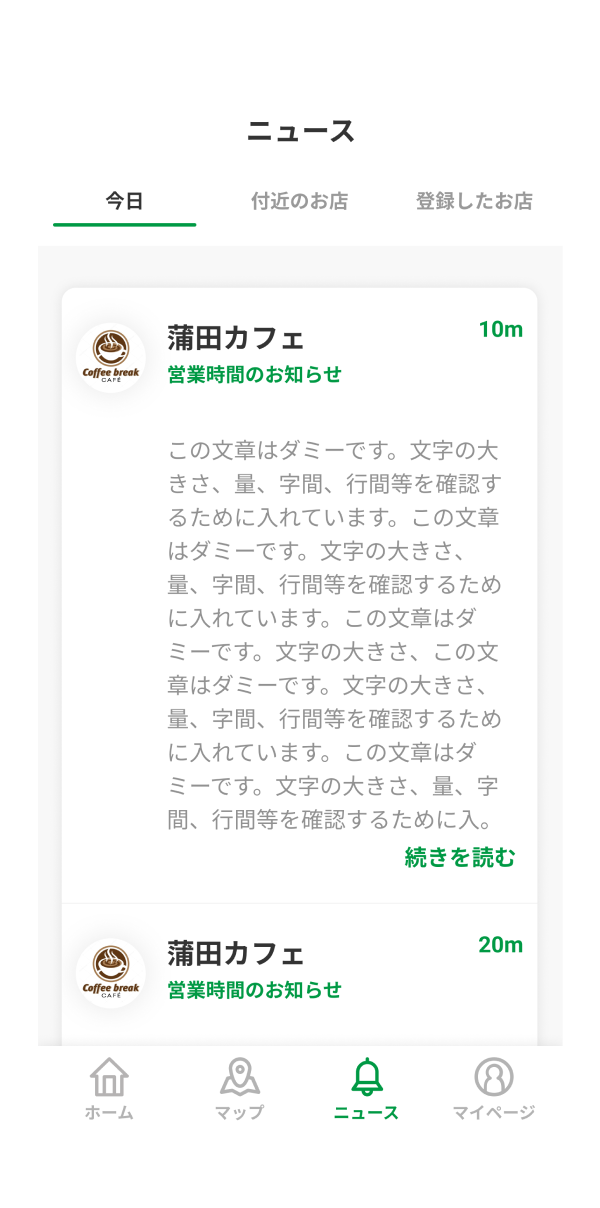 ニュース
今日
付近のお店
登録したお店
蒲田カフェ
10m
営業時間のお知らせ
Coffee break
CAFÉ
この文章はダミーです。文字の大
きさ、量、字間、行間等を確認す
るために入れています。この文章
はダミーです。文字の大きさ、
量、字間、行間等を確認するため
に入れています。この文章はダ
ミーです。文字の大きさ、この文
章はダミーです。文字の大きさ、
量、字間、行間等を確認するため
に入れています。この文章はダ
ミーです。文字の大きさ、量、字
間、行間等を確認するために入。
続きを読む
蒲田カフェ
20m
営業時間のお知らせ
Coffee break
CAFÉ
ホーム
マップ
ニュース
マイページ